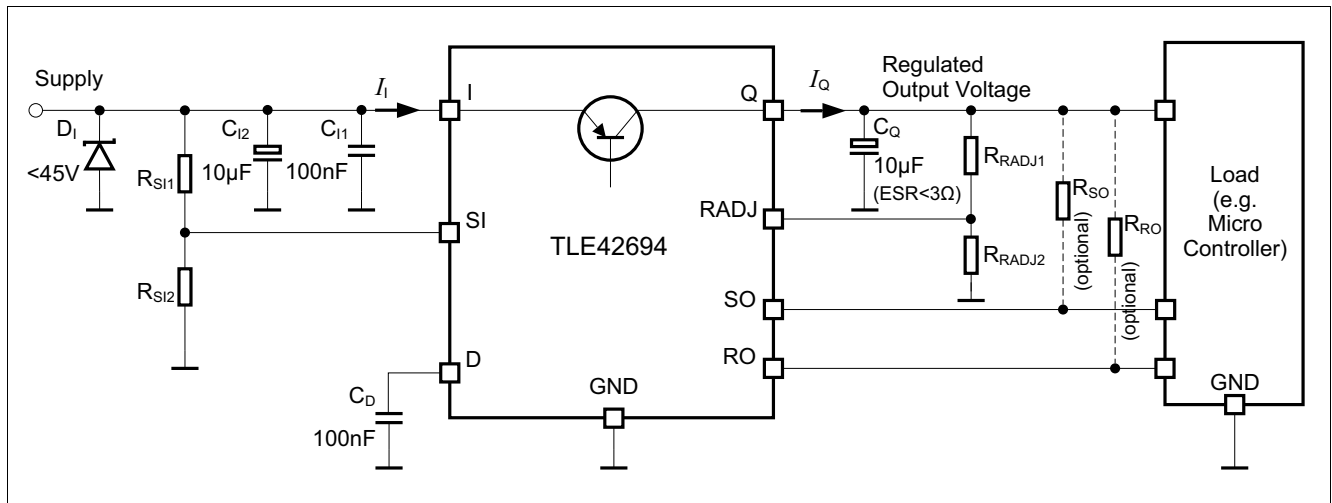 Supply
I_I
I
Q
I_Q
Regulated
Output Voltage
D_I
<45V
R_SI1
C_I2
10µF
C_I1
100nF
C_Q
10µF
(ESR<3Ω)
R_RADJ1
R_SO
(optional)
R_RO
(optional)
Load
(e.g.
Micro
Controller)
SI
RADJ
TLE42694
R_SI2
R_RADJ2
SO
RO
D
C_D
100nF
GND
GND